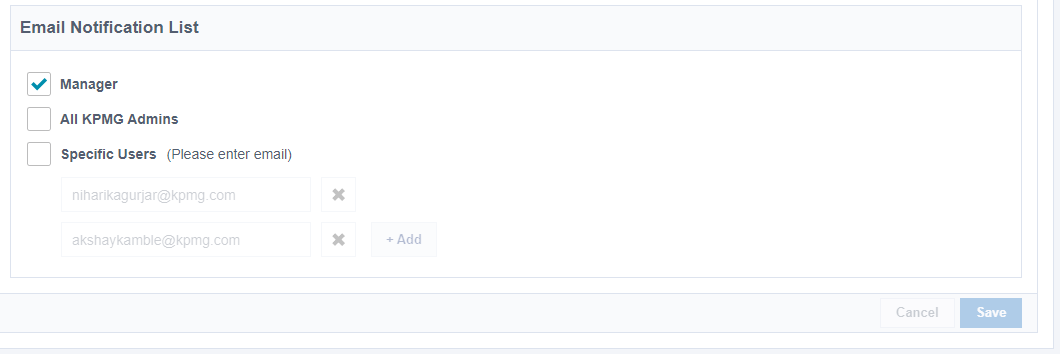 Email Notification List
Manager
All KPMG Admins
Specific Users (Please enter email)
niharikagurjar@kpmg.com
akshaykamble@kpmg.com + Add
Cancel Save